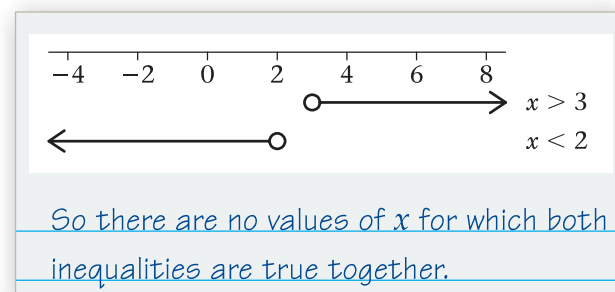 −4 −2 0 2 4 6 8
x > 3
x < 2
So there are no values of x for which both
inequalities are true together.